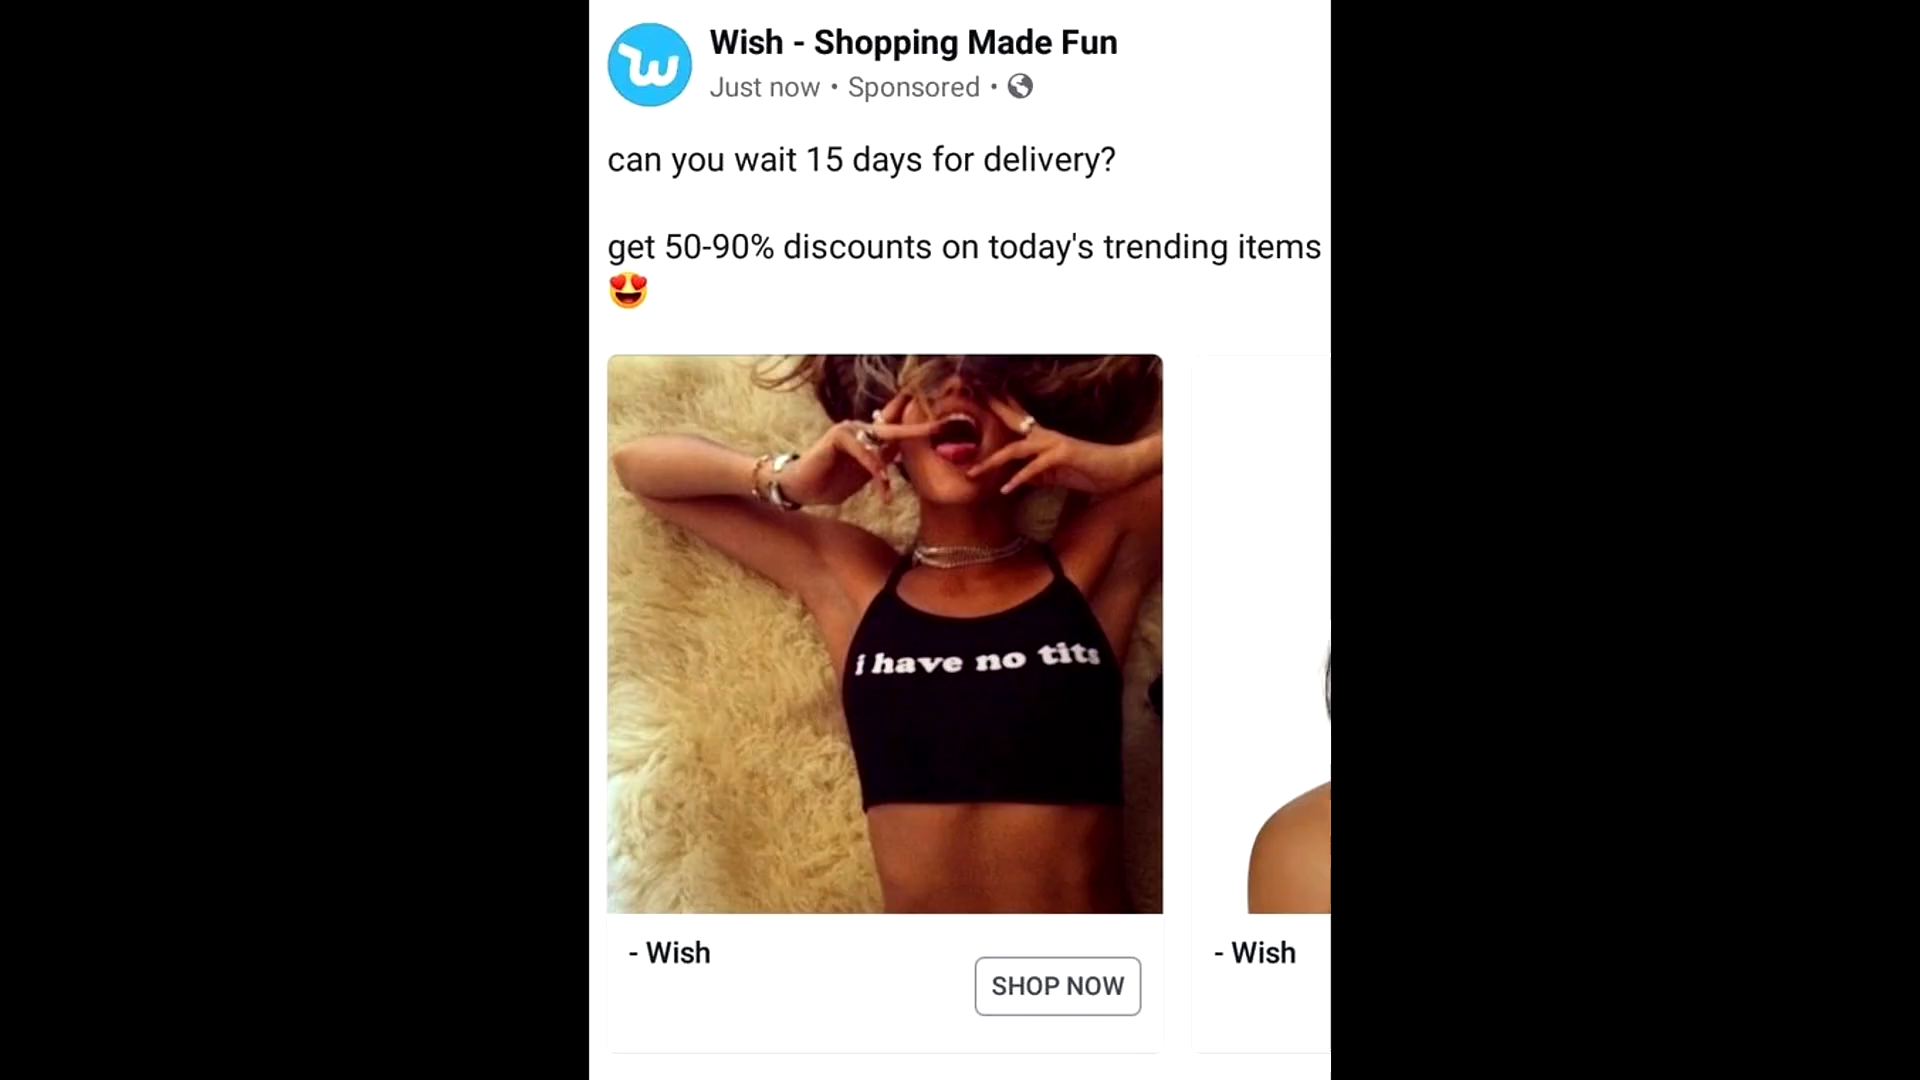 Wish - Shopping Made Fun
Just now • Sponsored •
can you wait 15 days for delivery?
get 50-90% discounts on today's trending items
😍
i have no tits
- Wish
SHOP NOW
- Wish